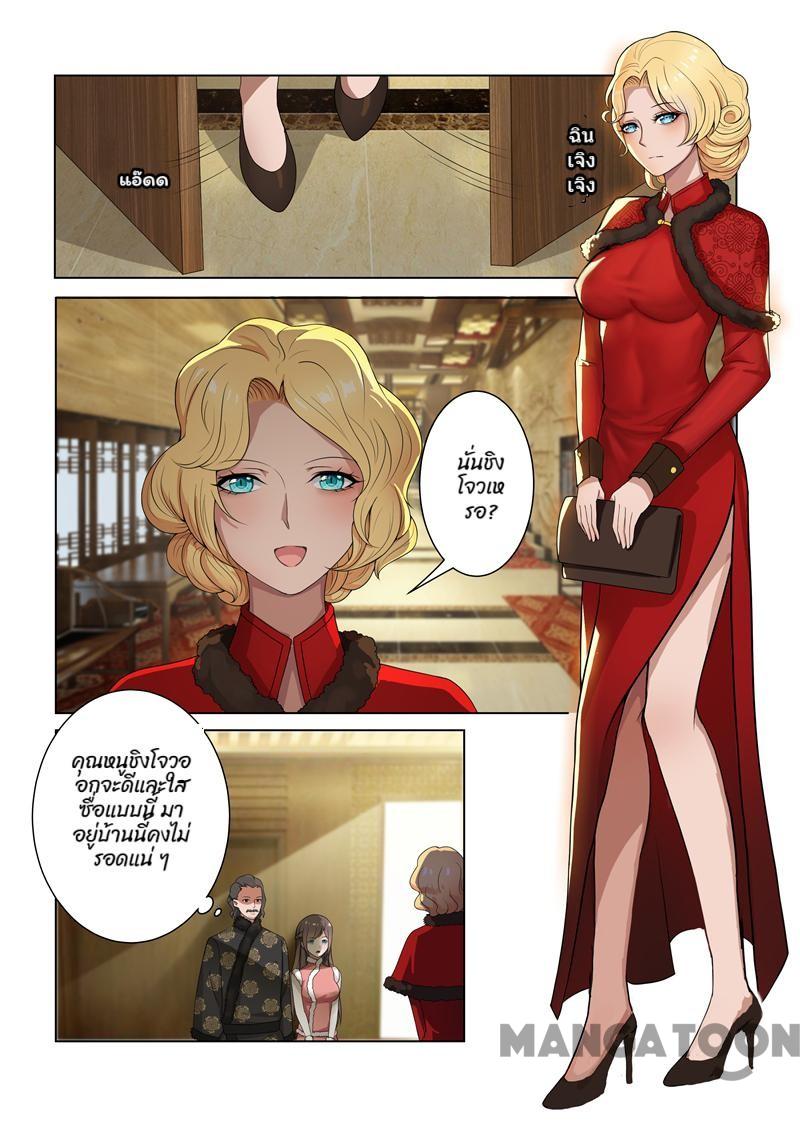 แอ๊ดด
ฉิน
เจิง
เจิง
นั่นชิง
โจวเห
รอ?
คุณหนูชิงโจวอ
อกจะดีและใส
ซื่อแบบนี้ มา
อยู่บ้านนี้คงไม่
รอดแน่ ๆ
MANGATOON